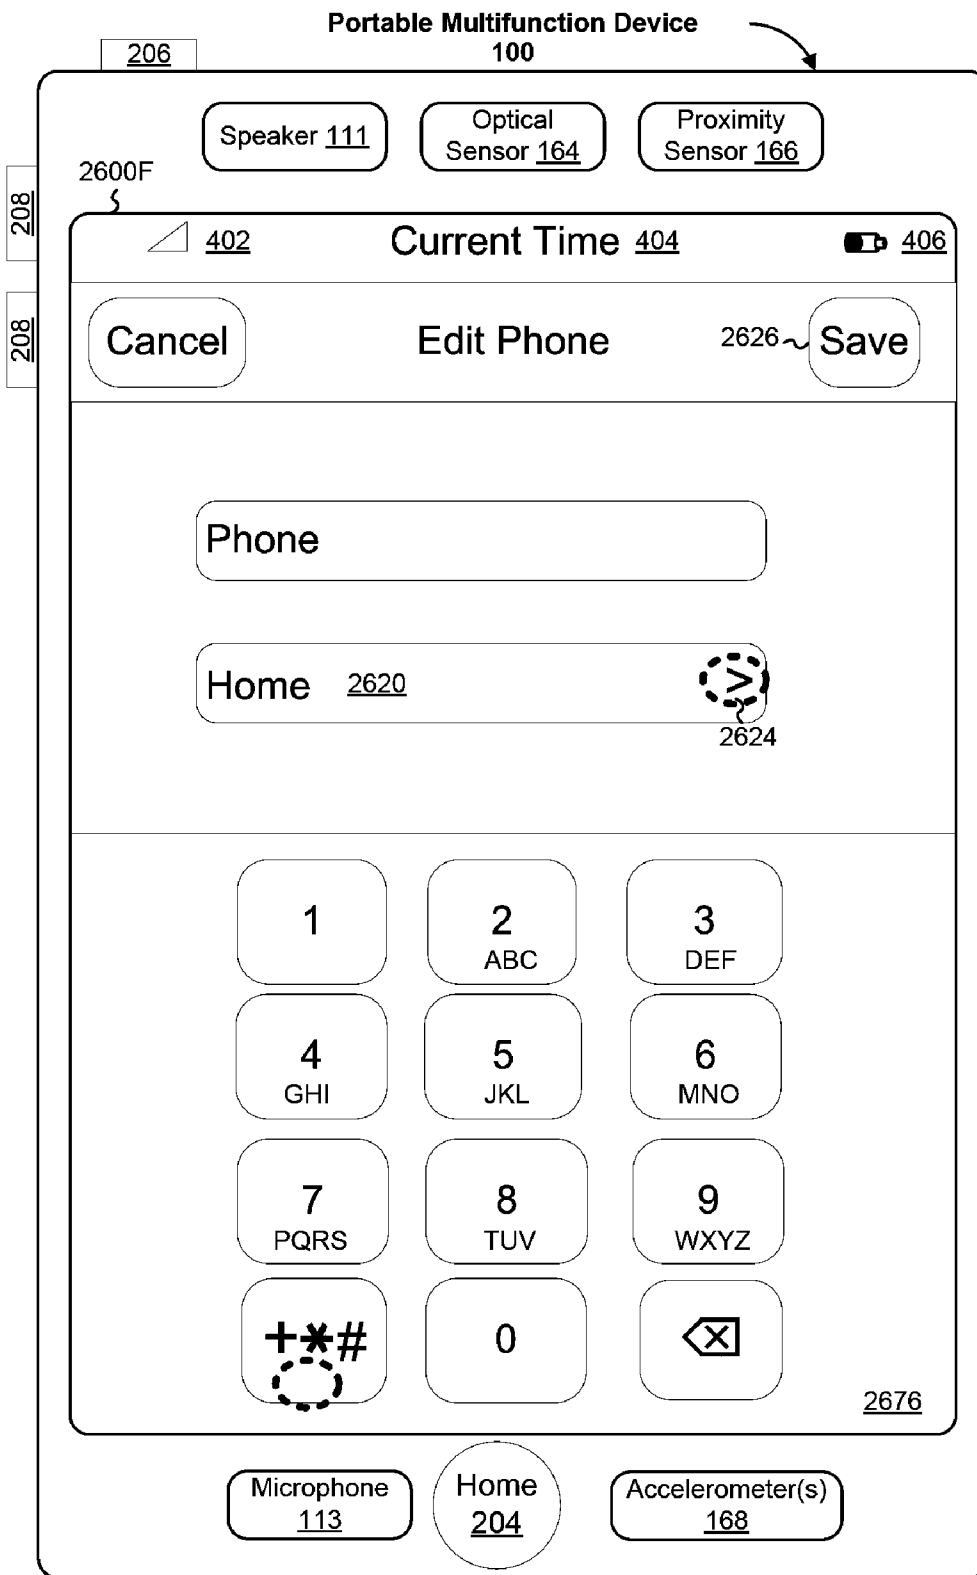 Portable Multifunction Device
100
206
Speaker 111
Optical
Sensor 164
Proximity
Sensor 166
2600F
208
208
402
Current Time 404
406
Cancel
Edit Phone
2626
Save
Phone
Home 2620
>
2624
1
2
ABC
3
DEF
4
GHI
5
JKL
6
MNO
7
PQRS
8
TUV
9
WXYZ
+*#
0
2676
Microphone
113
Home
204
Accelerometer(s)
168